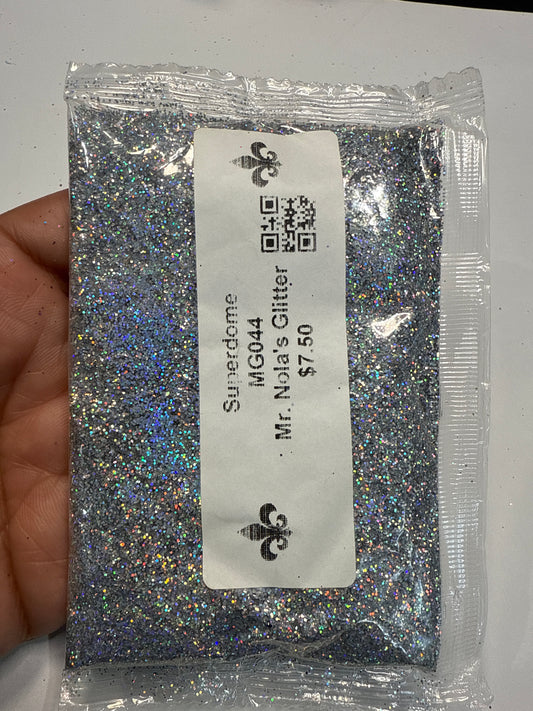 Superdome
MG044
Mr. Nola's Glitter
$7.50